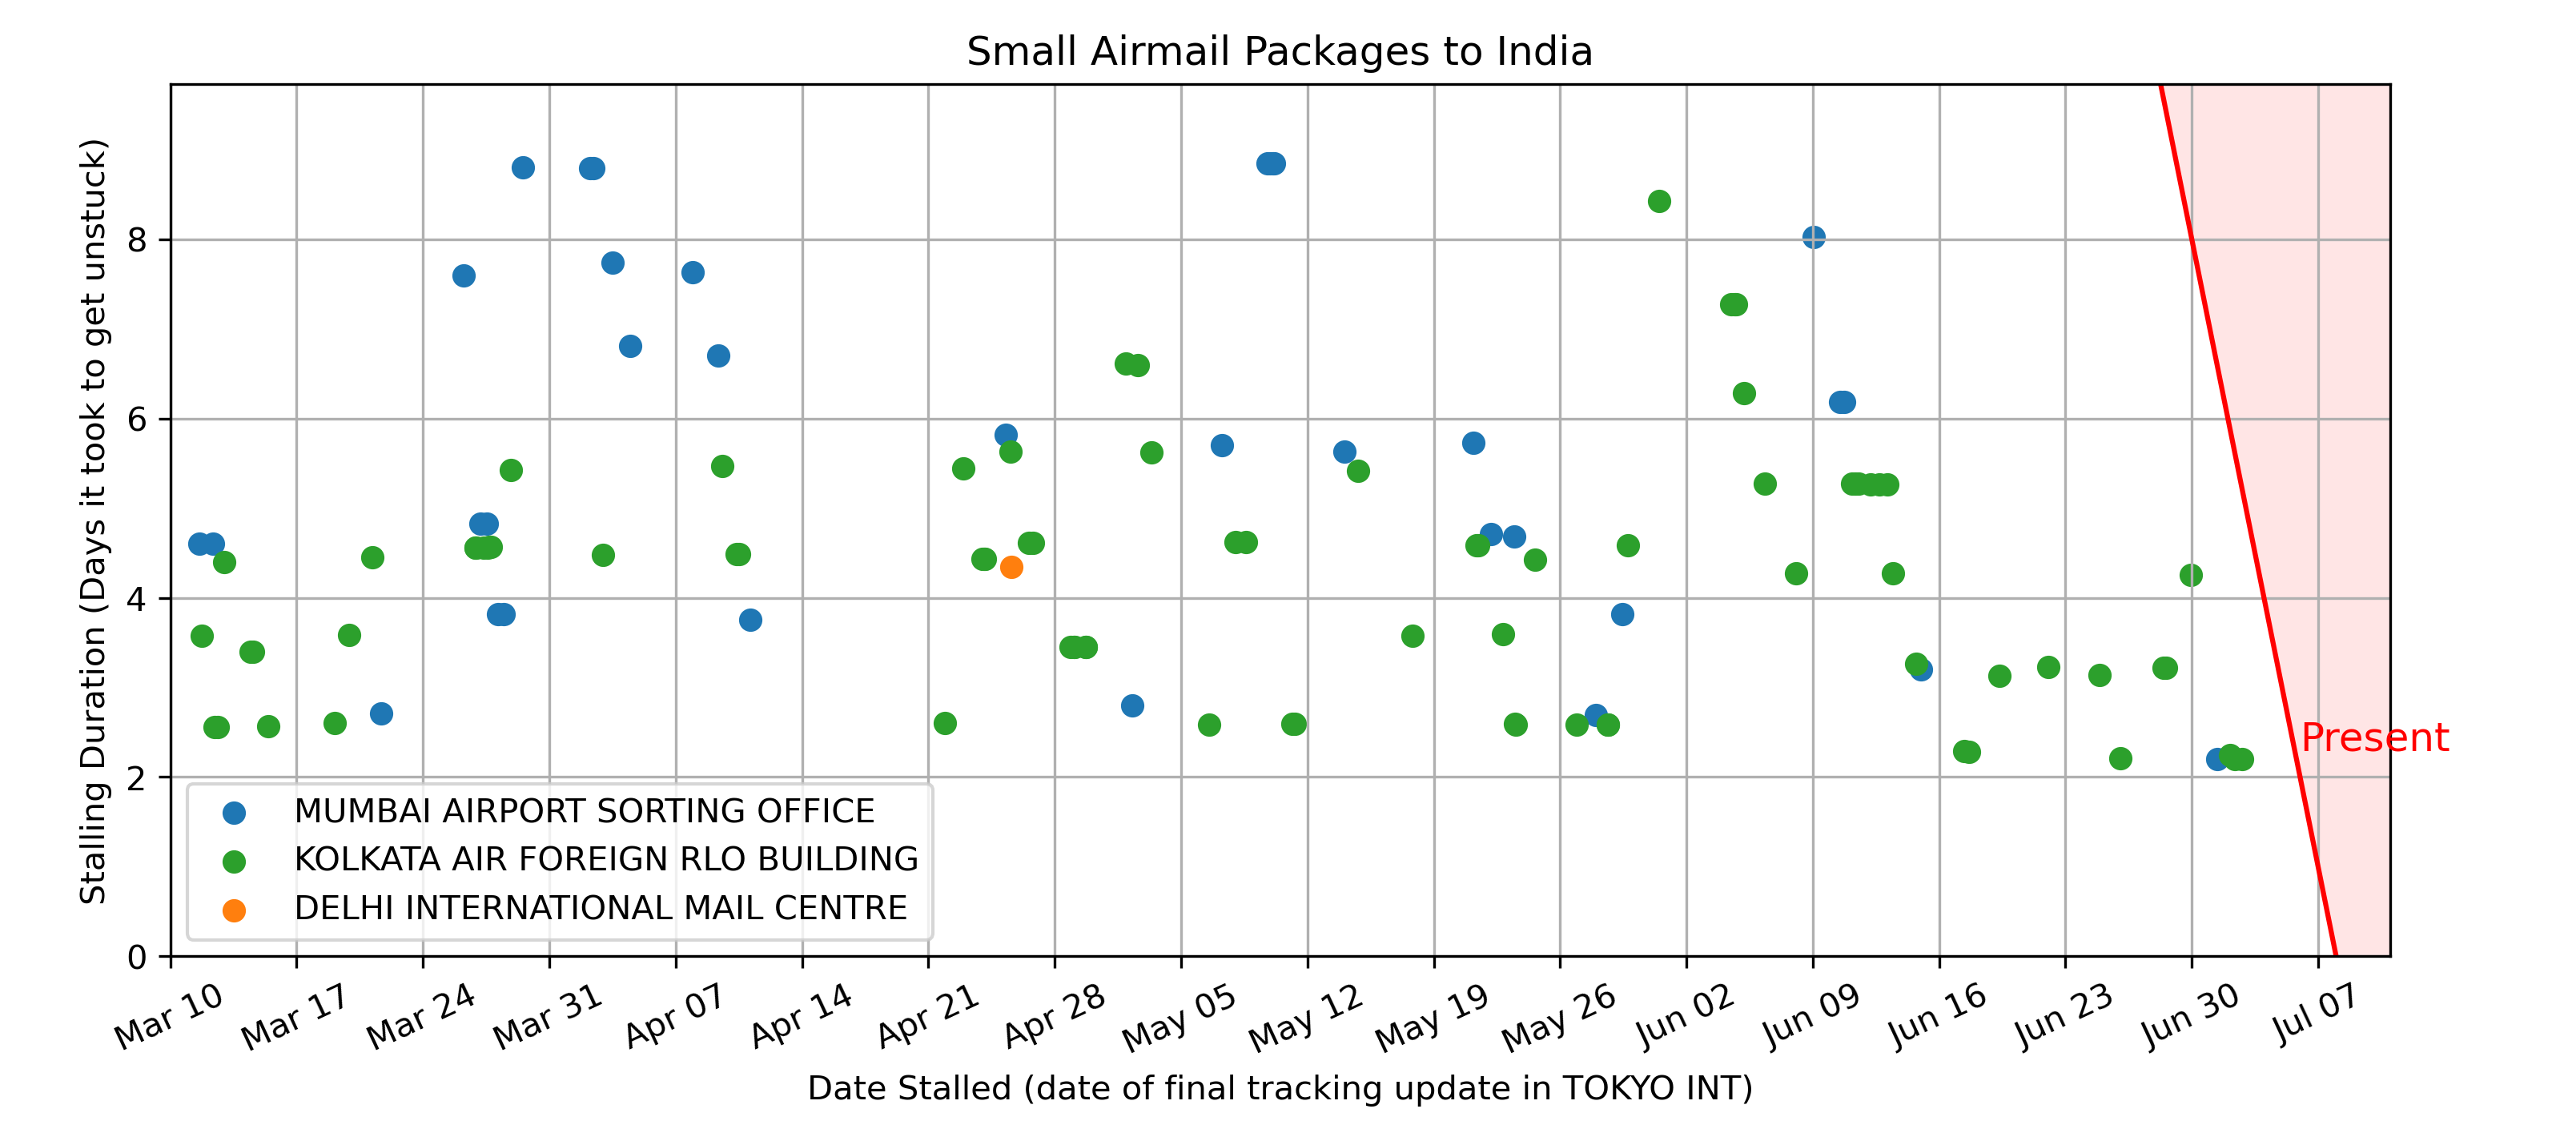 Small Airmail Packages to India
Stalling Duration (Days it took to get unstuck)
8
6
4
2
0
Present
MUMBAI AIRPORT SORTING OFFICE
KOLKATA AIR FOREIGN RLO BUILDING
DELHI INTERNATIONAL MAIL CENTRE
Mar 10
Mar 17
Mar 24
Mar 31
Apr 07
Apr 14
Apr 21
Apr 28
May 05
May 12
May 19
May 26
Jun 02
Jun 09
Jun 16
Jun 23
Jun 30
Jul 07
Date Stalled (date of final tracking update in TOKYO INT)